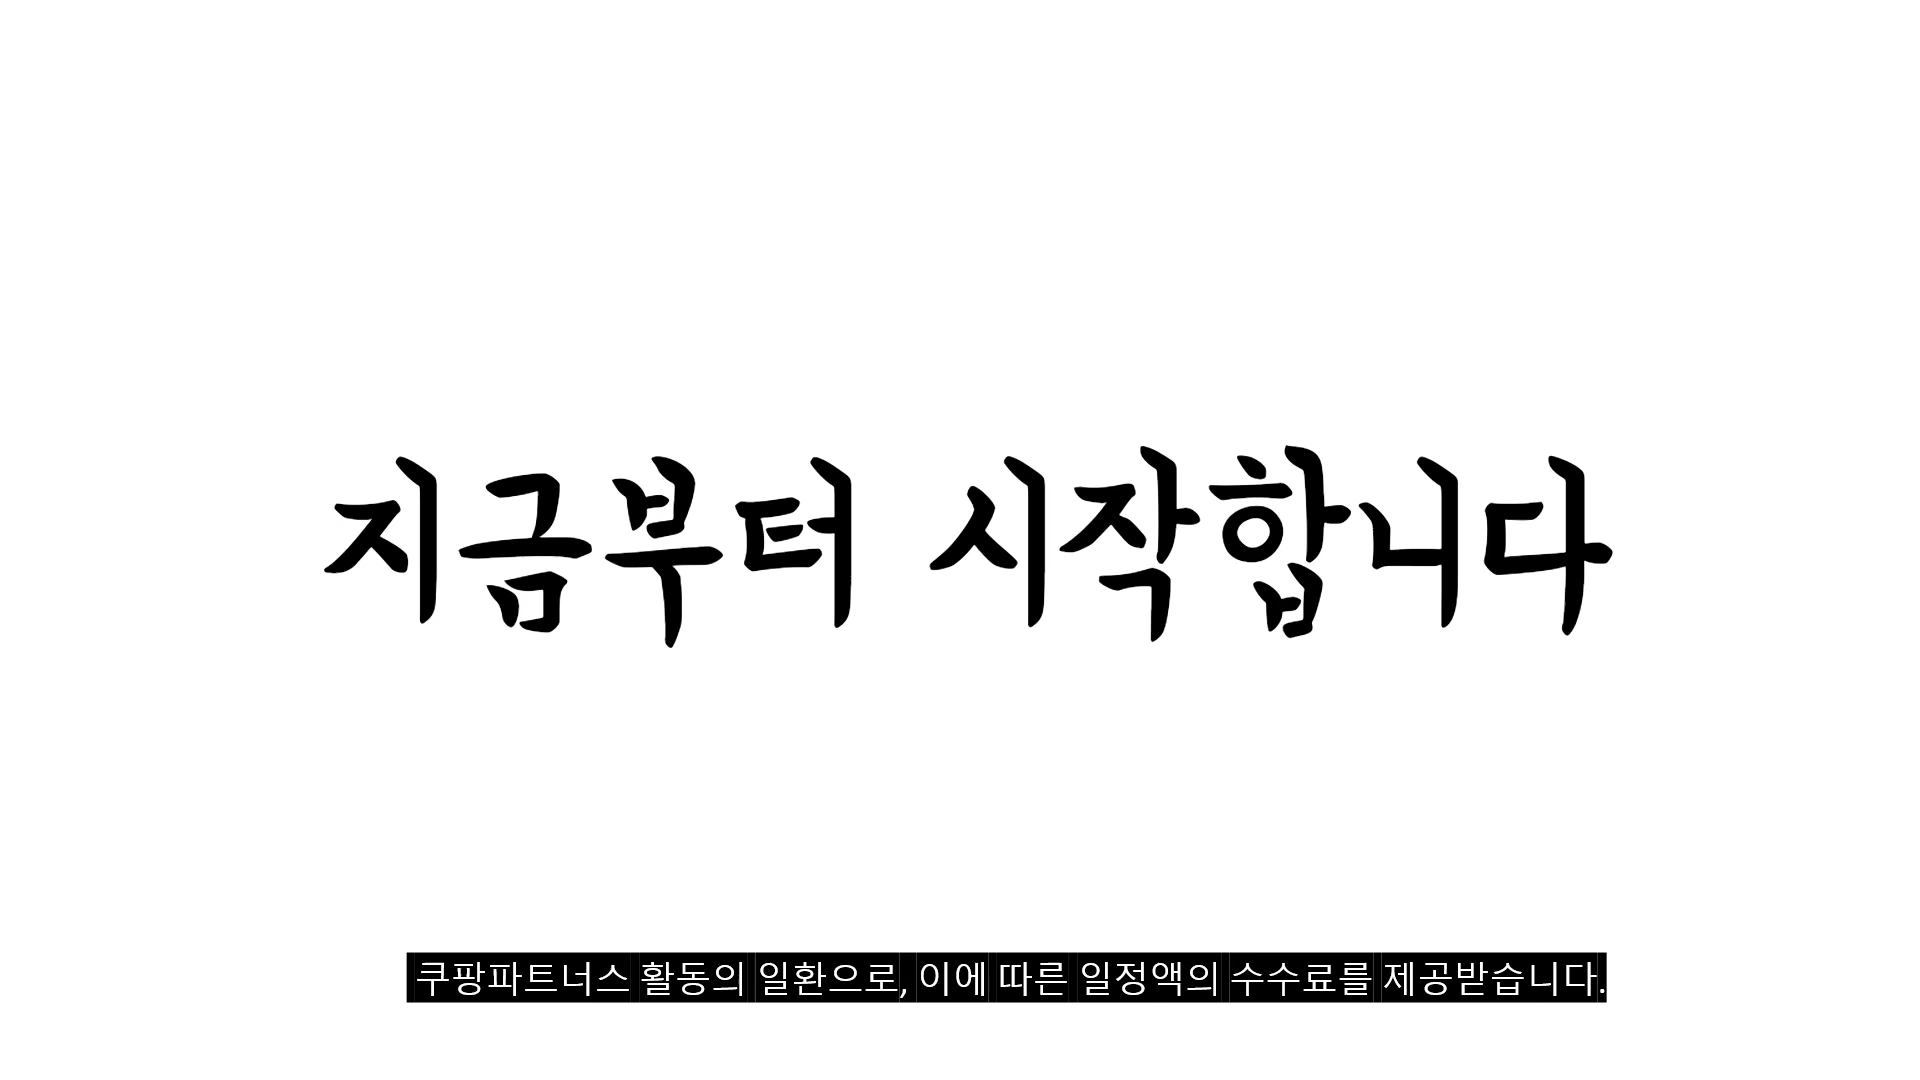 지금부터 시작합니다
쿠팡파트너스 활동의 일환으로, 이에 따른 일정액의 수수료를 제공받습니다.